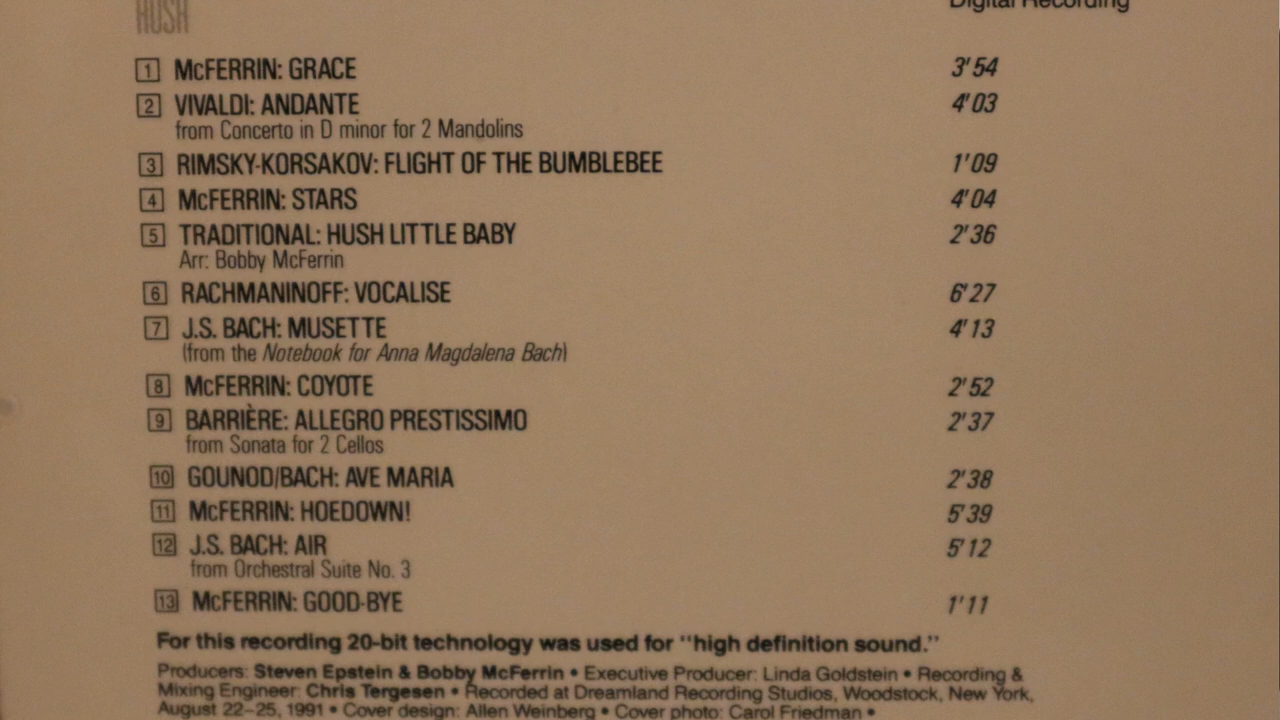 HUSH
Digital Recording
1 McFERRIN: GRACE 3'54
2 VIVALDI: ANDANTE 4'03
from Concerto in D minor for 2 Mandolins
3 RIMSKY-KORSAKOV: FLIGHT OF THE BUMBLEBEE 1'09
4 McFERRIN: STARS 4'04
5 TRADITIONAL: HUSH LITTLE BABY 2'36
Arr: Bobby McFerrin
6 RACHMANINOFF: VOCALISE 6'27
7 J.S. BACH: MUSETTE 4'13
(from the Notebook for Anna Magdalena Bach)
8 McFERRIN: COYOTE 2'52
9 BARRIÈRE: ALLEGRO PRESTISSIMO 2'37
from Sonata for 2 Cellos
10 GOUNOD/BACH: AVE MARIA 2'38
11 McFERRIN: HOEDOWN! 5'39
12 J.S. BACH: AIR 5'12
from Orchestral Suite No. 3
13 McFERRIN: GOOD-BYE 1'11
For this recording 20-bit technology was used for "high definition sound."
Producers: Steven Epstein & Bobby McFerrin • Executive Producer: Linda Goldstein • Recording &
Mixing Engineer: Chris Tergesen • Recorded at Dreamland Recording Studios, Woodstock, New York,
August 22–25, 1991 • Cover design: Allen Weinberg • Cover photo: Carol Friedman •